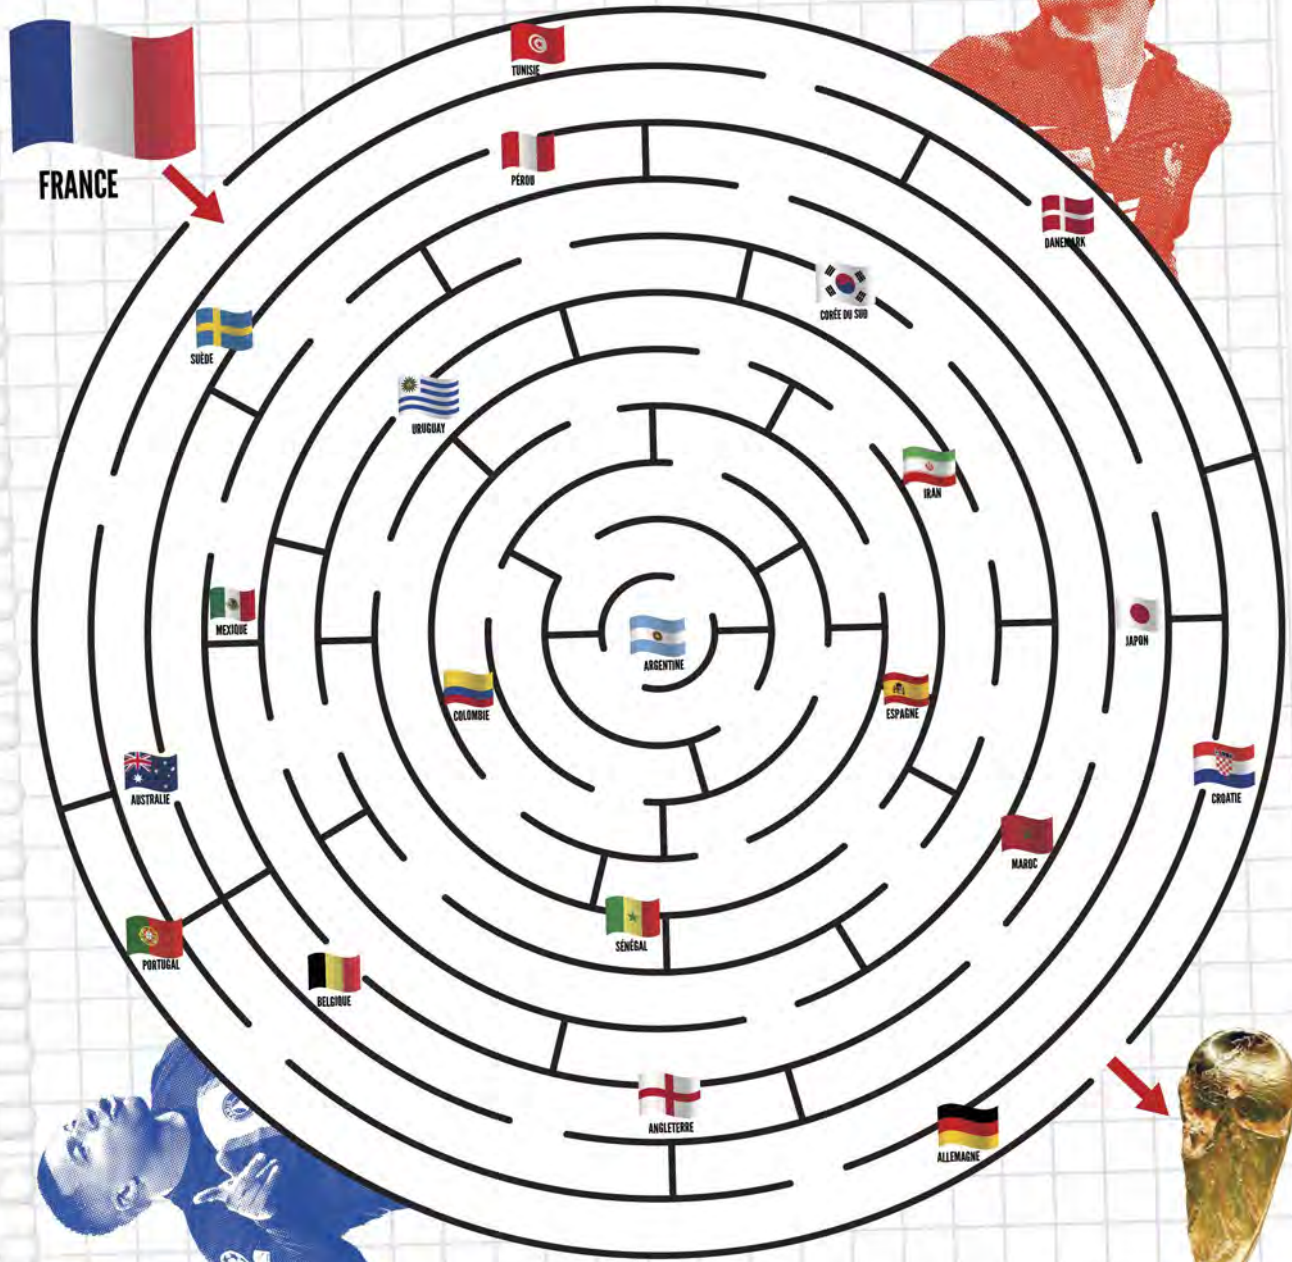 TUNISIE
PÉROU
FRANCE
DANEMARK
CORÉE DU SUD
SUÈDE
URUGUAY
IRAN
MEXIQUE
JAPON
ARGENTINE
COLOMBIE
ESPAGNE
AUSTRALIE
CROATIE
MAROC
SÉNÉGAL
PORTUGAL
BELGIQUE
ANGLETERRE
ALLEMAGNE